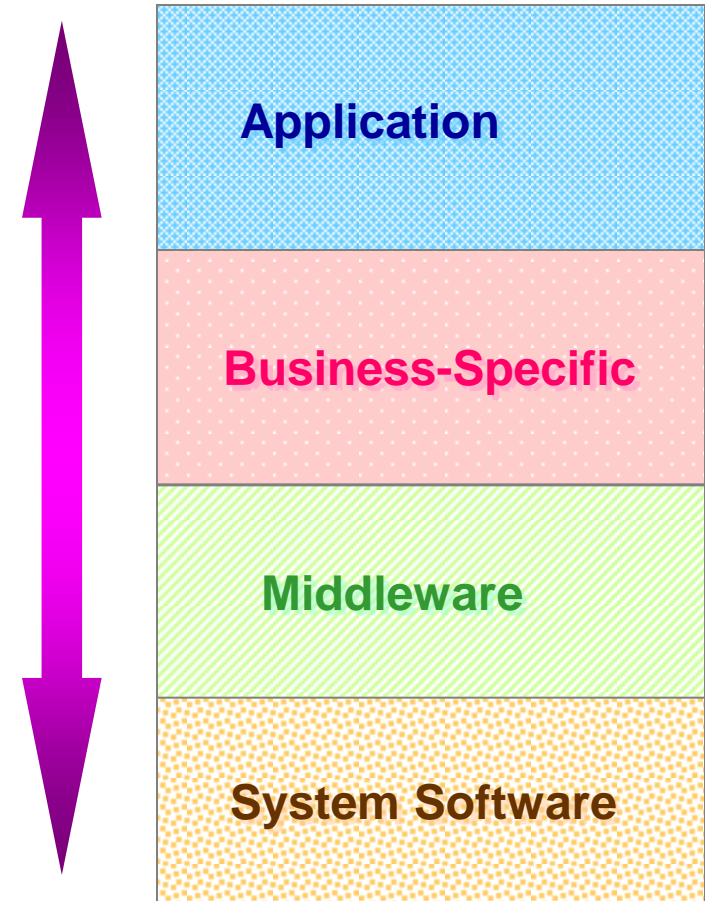 Application
Business-Specific
Middleware
System Software